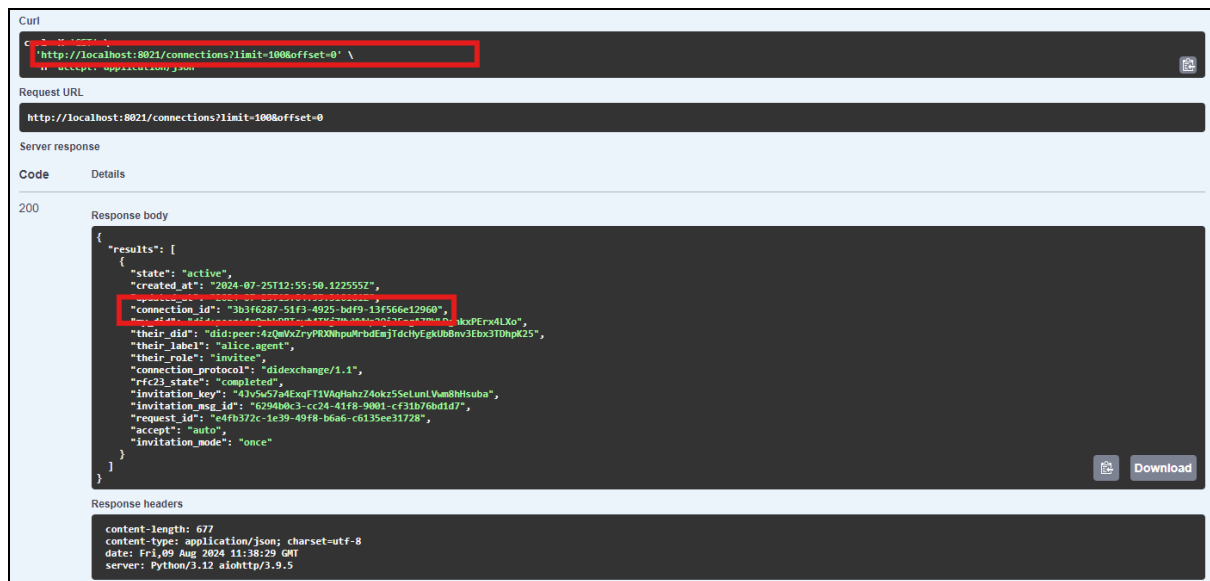 Curl
'http://localhost:8021/connections?limit=100&offset=0' \
Request URL
http://localhost:8021/connections?limit=100&offset=0
Server response
Code Details
200
Response body
{
"results": [
{
"state": "active",
"created_at": "2024-07-25T12:55:50.122555Z",
"connection_id": "3b3f6287-51f3-4925-bdf9-13f566e12960",
"their_did": "did:peer:4zQmVxZryPRXNhpuMrbdEmjTdcHyEgkUbBnv3Ebx3TDhpK25",
"their_label": "alice.agent",
"their_role": "invitee",
"connection_protocol": "didexchange/1.1",
"rfc23_state": "completed",
"invitation_key": "4Jv5w57a4ExqFT1VAqHahzZ4okz5SeLunLVwm8hHsuba",
"invitation_msg_id": "6294b0c3-cc24-41f8-9001-cf31b76bd1d7",
"request_id": "e4fb372c-1e39-49f8-b6a6-c6135ee31728",
"accept": "auto",
"invitation_mode": "once"
}
]
}
Download
Response headers
content-length: 677
content-type: application/json; charset=utf-8
date: Fri,09 Aug 2024 11:38:29 GMT
server: Python/3.12 aiohttp/3.9.5